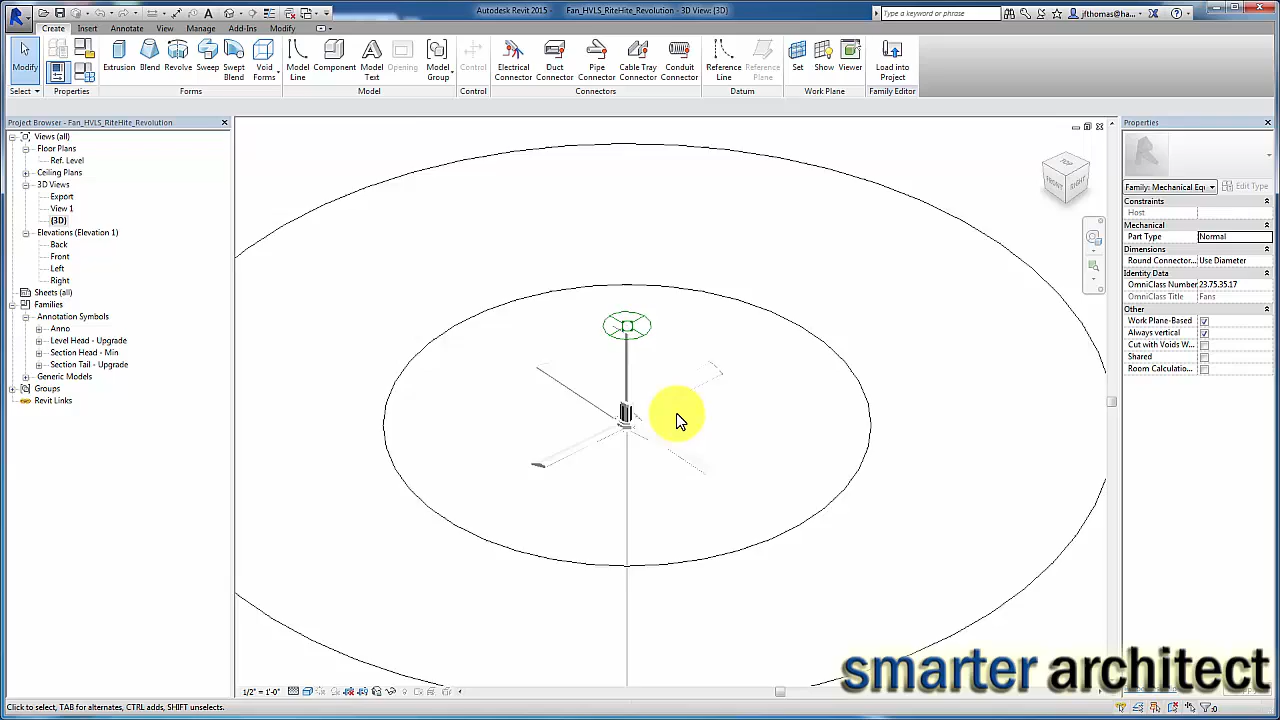 Autodesk Revit 2015 - Fan_HVLS_RiteHite_Revolution - 3D View: {3D}
Type a keyword or phrase
jfthomas@ha...
Create Insert Annotate View Manage Add-Ins Modify
Modify
Extrusion Blend Revolve Sweep Swept Blend Void Forms
Model Line Component Model Text Opening Model Group
Control
Electrical Connector Duct Connector Pipe Connector Cable Tray Connector Conduit Connector
Reference Line Reference Plane
Set Show Viewer
Load into Project
Select Properties Forms Model Control Connectors Datum Work Plane Family Editor
Project Browser - Fan_HVLS_RiteHite_Revolution
Views (all)
Floor Plans
Ref. Level
Ceiling Plans
3D Views
Export
View 1
{3D}
Elevations (Elevation 1)
Back
Front
Left
Right
Sheets (all)
Families
Annotation Symbols
Anno
Level Head - Upgrade
Section Head - Min
Section Tail - Upgrade
Generic Models
Groups
Revit Links
TOP
FRONT
RIGHT
Properties
Family: Mechanical Equ
Edit Type
Constraints
Host
Mechanical
Part Type Normal
Dimensions
Round Connector... Use Diameter
Identity Data
OmniClass Number 23.75.35.17
OmniClass Title Fans
Other
Work Plane-Based
Always vertical
Cut with Voids W...
Shared
Room Calculatio...
smarter architect
1/2" = 1'-0"
Click to select, TAB for alternates, CTRL adds, SHIFT unselects.
:0